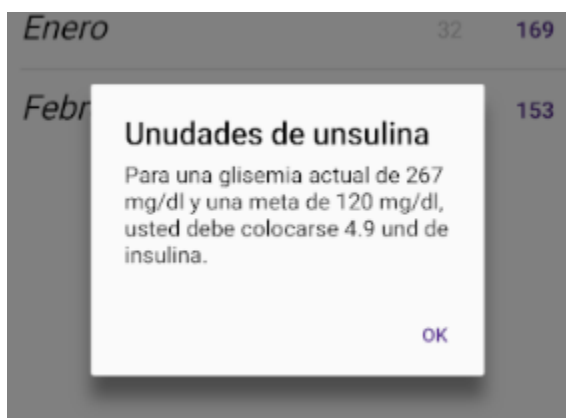 Enero 32 169
Febr 153
Unudades de unsulina
Para una glisemia actual de 267
mg/dl y una meta de 120 mg/dl,
usted debe colocarse 4.9 und de
insulina.
OK